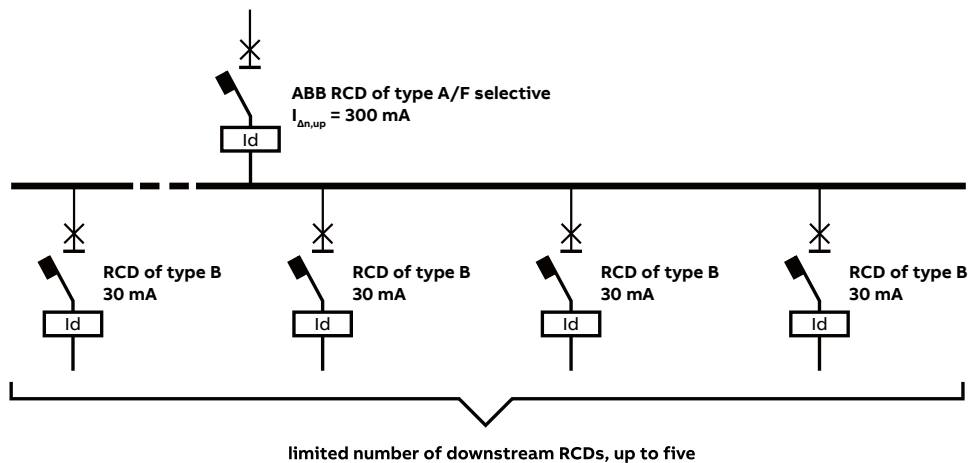 ABB RCD of type A/F selective
IΔn,up = 300 mA
Id
RCD of type B
30 mA
Id
RCD of type B
30 mA
Id
RCD of type B
30 mA
Id
RCD of type B
30 mA
Id
limited number of downstream RCDs, up to five